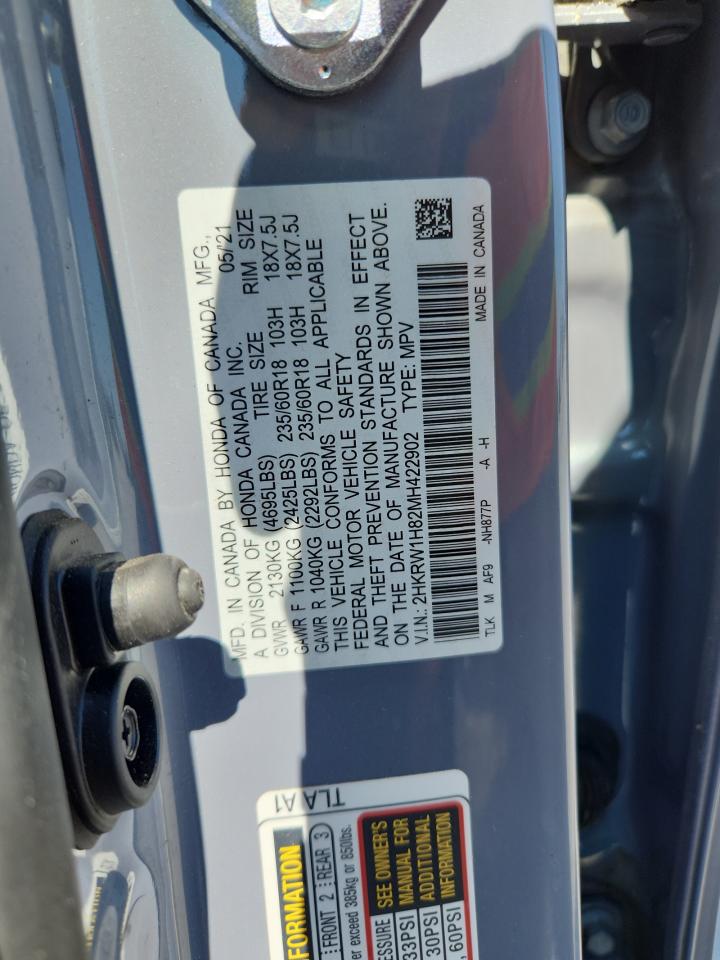 MFD. IN CANADA BY HONDA OF CANADA MFG.,
A DIVISION OF HONDA CANADA INC. 05/'21
GVWR 2130KG (4695LBS) TIRE SIZE RIM SIZE
GAWR F 1100KG (2425LBS) 235/60R18 103H 18X7.5J
GAWR R 1040KG (2292LBS) 235/60R18 103H 18X7.5J
THIS VEHICLE CONFORMS TO ALL APPLICABLE
FEDERAL MOTOR VEHICLE SAFETY
AND THEFT PREVENTION STANDARDS IN EFFECT
ON THE DATE OF MANUFACTURE SHOWN ABOVE.
V.I.N.: 2HKRW1H82MH422902 TYPE: MPV
TLK M AF9 -NH877P -A -H MADE IN CANADA
TLA A1
FORMATION
FRONT 2 REAR 3
er exceed 385kg or 850lbs.
PRESSURE
33PSI
30PSI
, 60PSI
SEE OWNER'S
MANUAL FOR
ADDITIONAL
INFORMATION